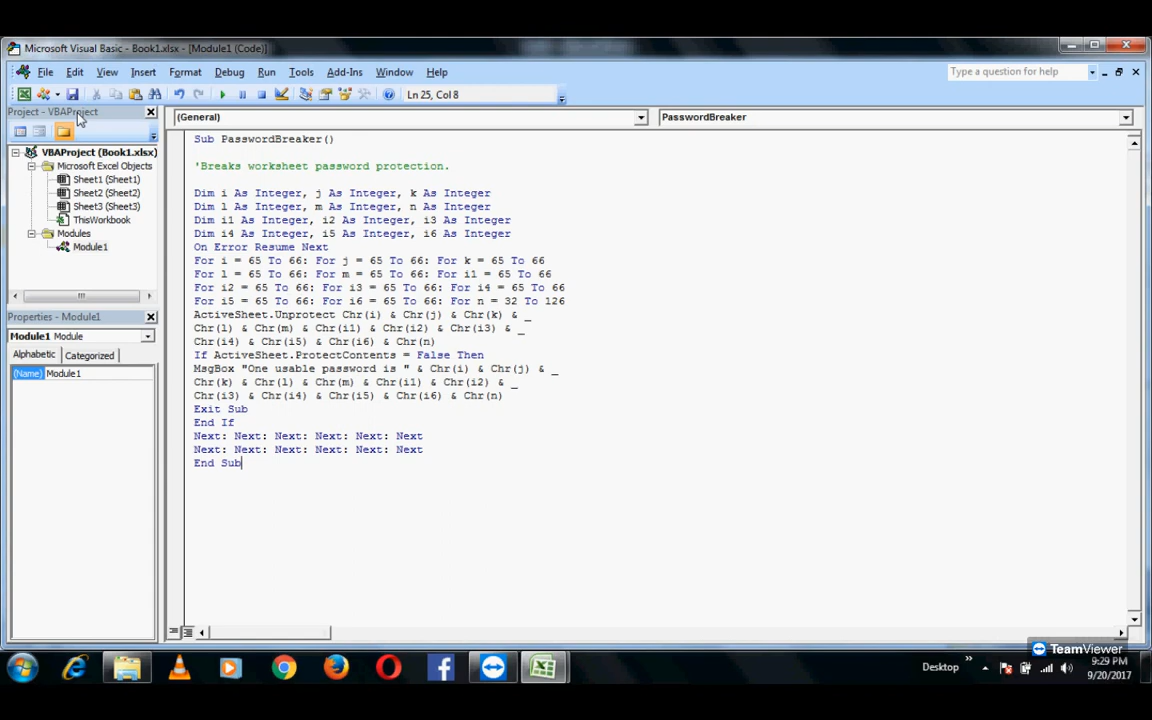 Microsoft Visual Basic - Book1.xlsx - [Module1 (Code)]
File Edit View Insert Format Debug Run Tools Add-Ins Window Help
Type a question for help
Ln 25, Col 8
Project - VBAProject
(General)
PasswordBreaker
VBAProject (Book1.xlsx)
Microsoft Excel Objects
Sheet1 (Sheet1)
Sheet2 (Sheet2)
Sheet3 (Sheet3)
ThisWorkbook
Modules
Module1
Properties - Module1
Module1 Module
Alphabetic Categorized
(Name) Module1
Sub PasswordBreaker()
'Breaks worksheet password protection.
Dim i As Integer, j As Integer, k As Integer
Dim l As Integer, m As Integer, n As Integer
Dim i1 As Integer, i2 As Integer, i3 As Integer
Dim i4 As Integer, i5 As Integer, i6 As Integer
On Error Resume Next
For i = 65 To 66: For j = 65 To 66: For k = 65 To 66
For l = 65 To 66: For m = 65 To 66: For i1 = 65 To 66
For i2 = 65 To 66: For i3 = 65 To 66: For i4 = 65 To 66
For i5 = 65 To 66: For i6 = 65 To 66: For n = 32 To 126
ActiveSheet.Unprotect Chr(i) & Chr(j) & Chr(k) & _
Chr(l) & Chr(m) & Chr(i1) & Chr(i2) & Chr(i3) & _
Chr(i4) & Chr(i5) & Chr(i6) & Chr(n)
If ActiveSheet.ProtectContents = False Then
MsgBox "One usable password is " & Chr(i) & Chr(j) & _
Chr(k) & Chr(l) & Chr(m) & Chr(i1) & Chr(i2) & _
Chr(i3) & Chr(i4) & Chr(i5) & Chr(i6) & Chr(n)
Exit Sub
End If
Next: Next: Next: Next: Next: Next
Next: Next: Next: Next: Next: Next
End Sub
TeamViewer
Desktop
9:29 PM
9/20/2017